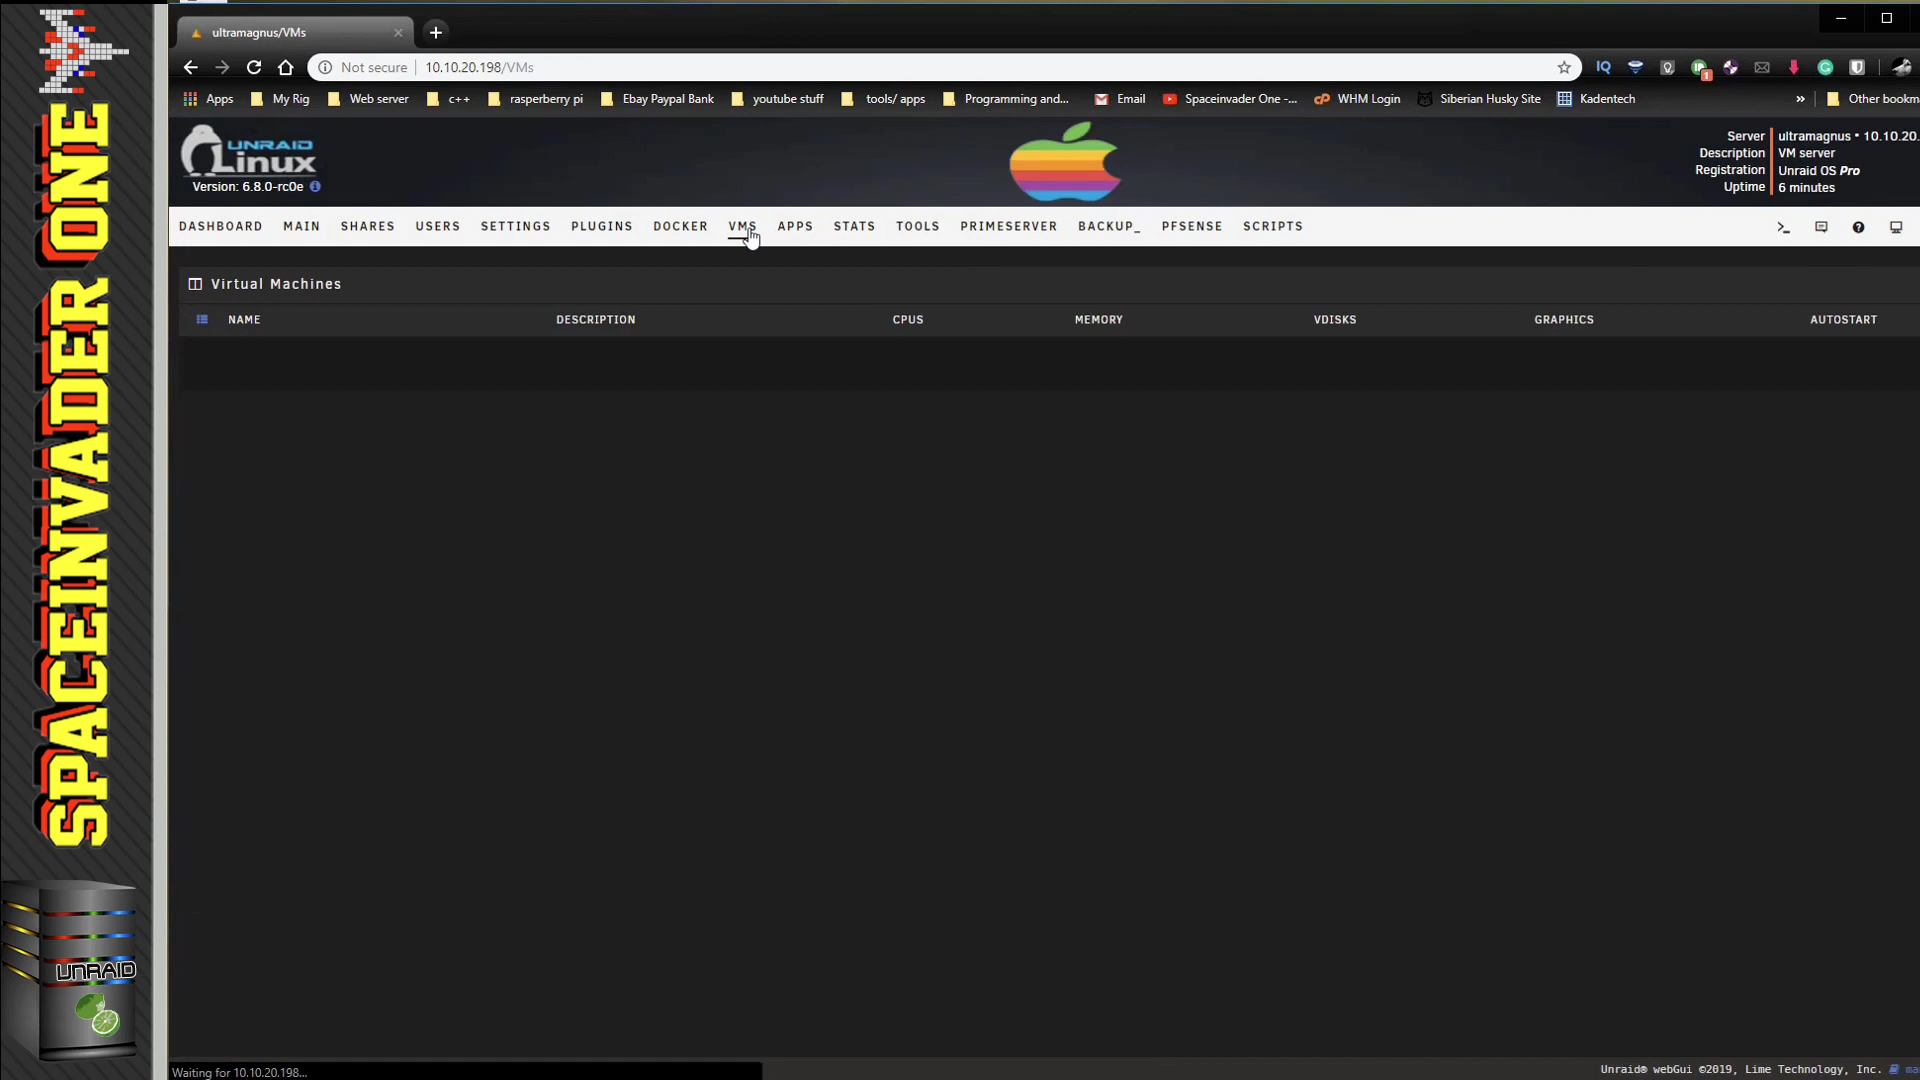 SPACEINVADER ONE
UNRAID
ultramagnus/VMs
Not secure
10.10.20.198/VMs
IQ
1
Apps
My Rig
Web server
c++
rasperberry pi
Ebay Paypal Bank
youtube stuff
tools/ apps
Programming and...
Email
Spaceinvader One -...
WHM Login
Siberian Husky Site
Kadentech
»
Other bookm
UNRAID
Linux
Version: 6.8.0-rc0e
Server ultramagnus • 10.10.20.
Description VM server
Registration Unraid OS Pro
Uptime 6 minutes
DASHBOARD MAIN SHARES USERS SETTINGS PLUGINS DOCKER VMS APPS STATS TOOLS PRIMESERVER BACKUP_ PFSENSE SCRIPTS
Virtual Machines
NAME DESCRIPTION CPUS MEMORY VDISKS GRAPHICS AUTOSTART
Waiting for 10.10.20.198...
Unraid® webGui ©2019, Lime Technology, Inc.